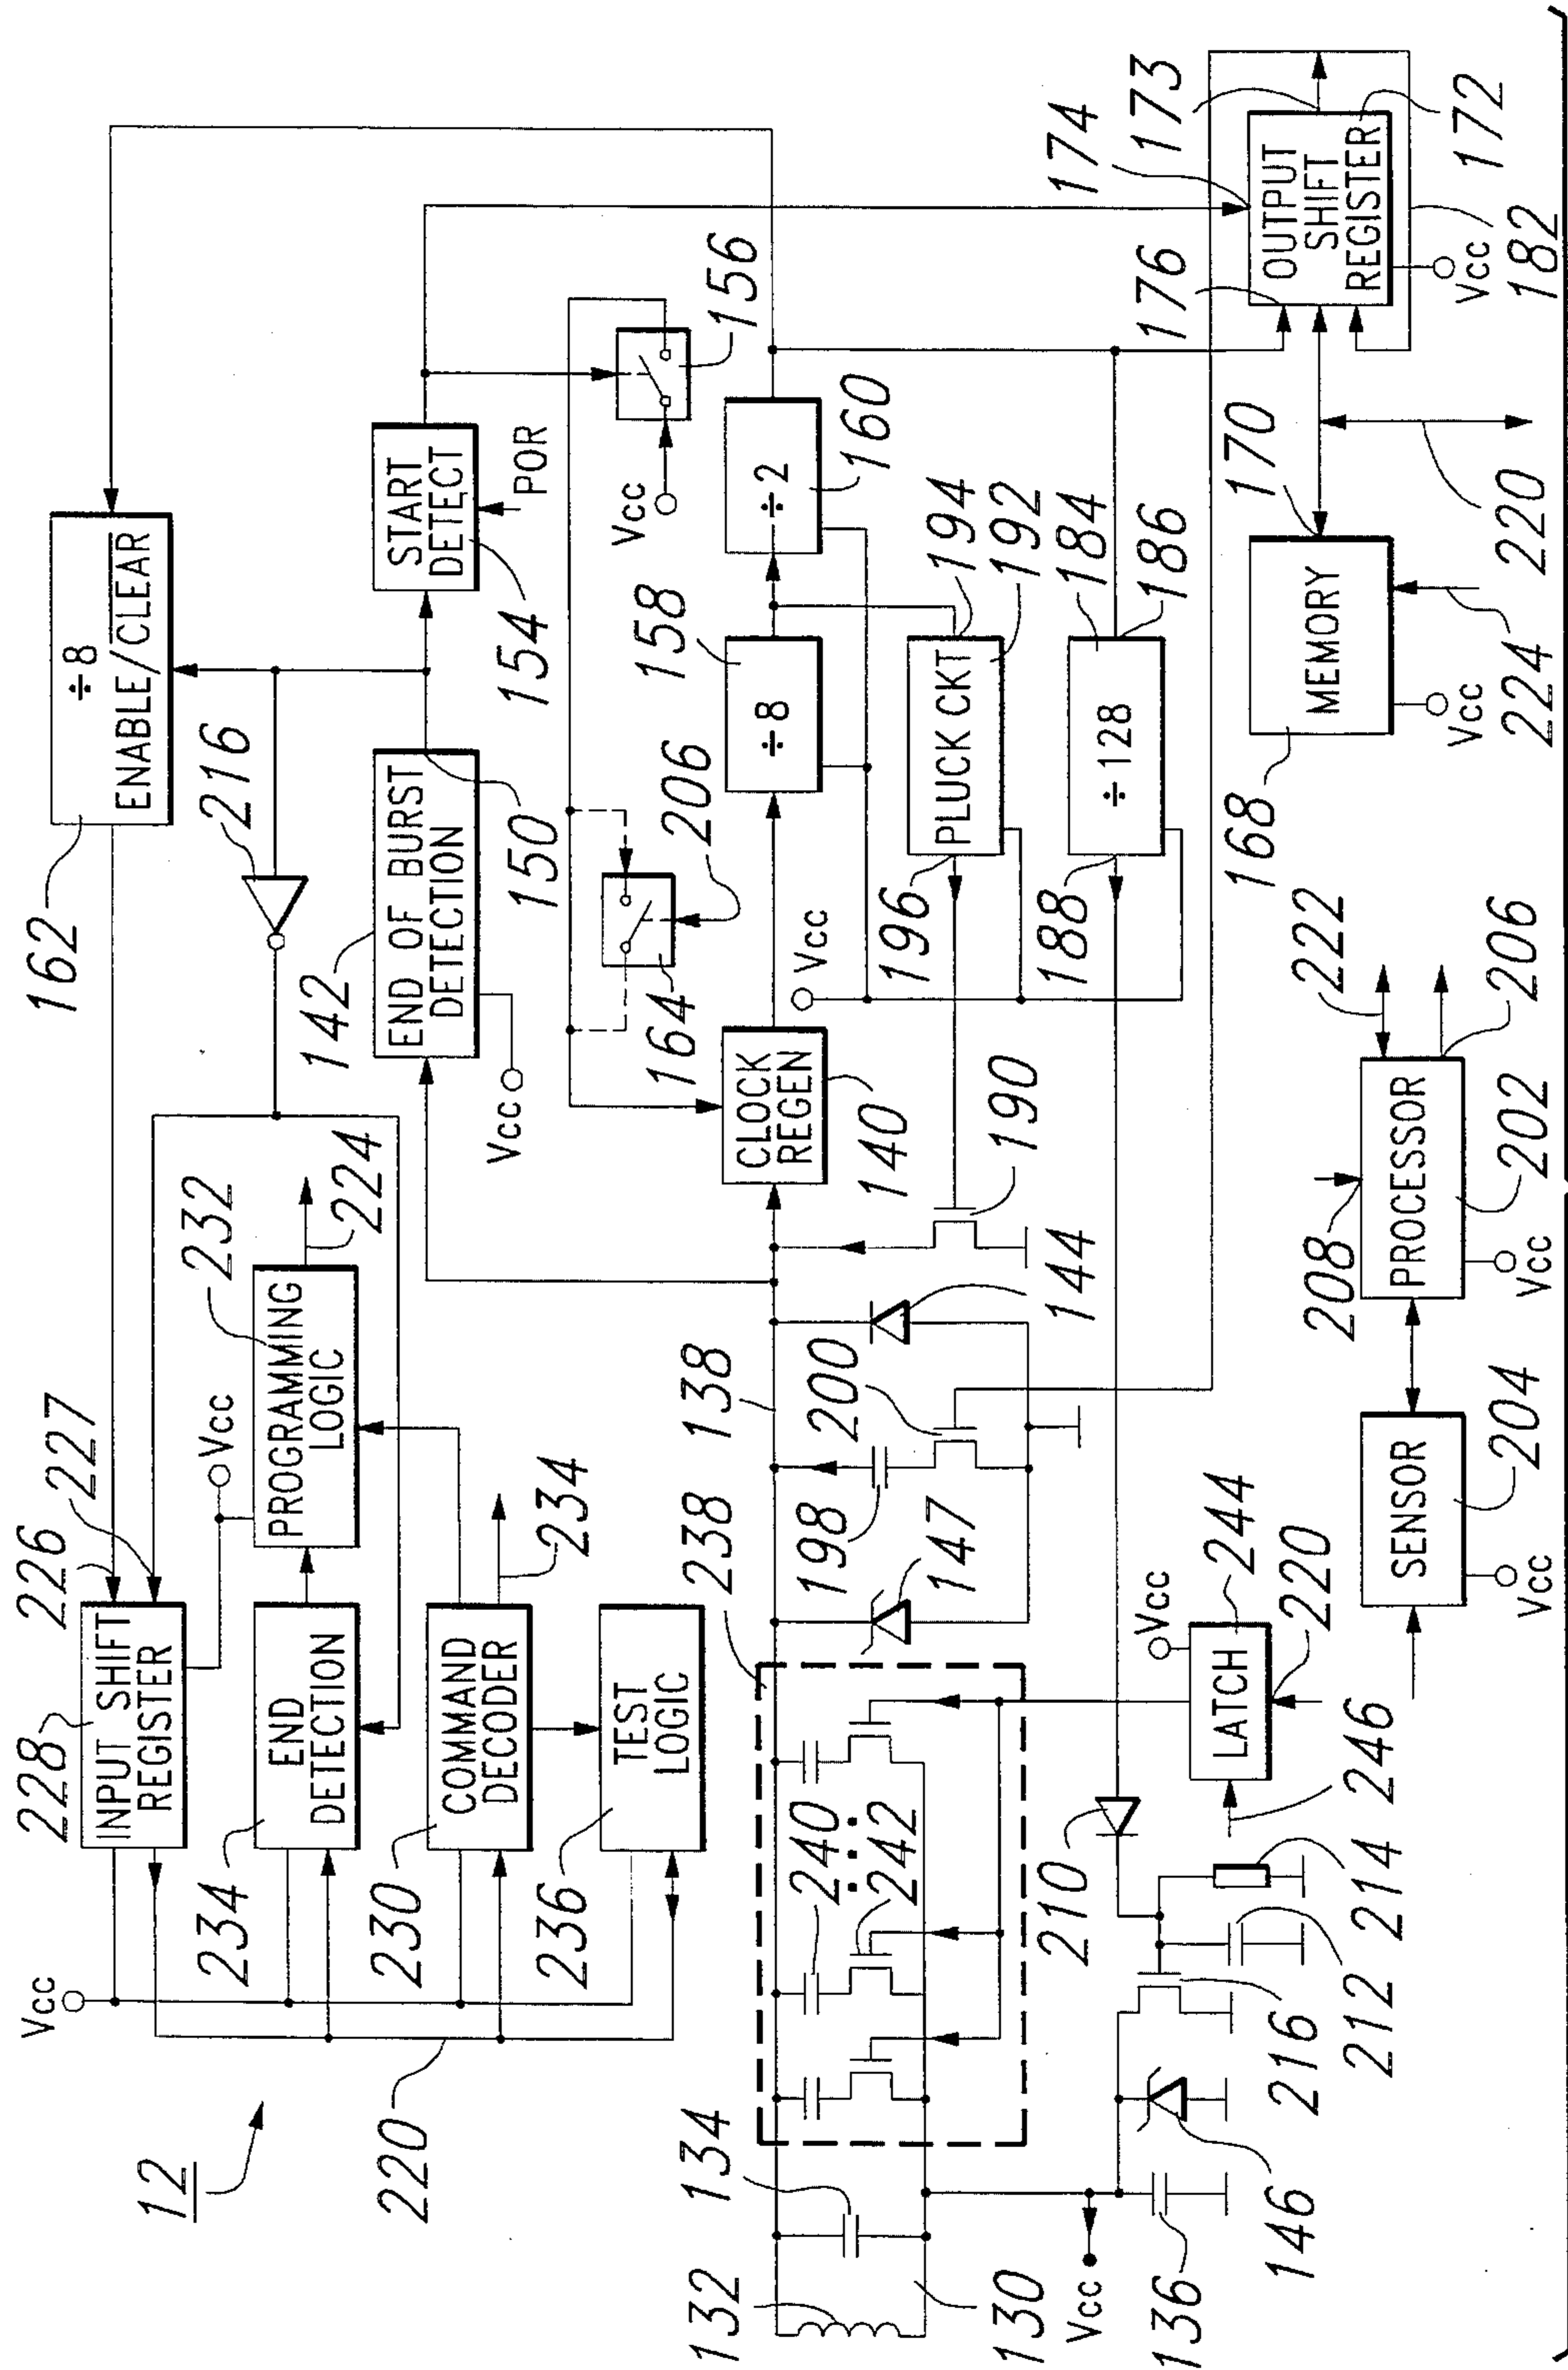 12
Vcc
228
INPUT SHIFT
REGISTER
226
227
162
÷8
ENABLE/CLEAR
216
234
END
DETECTION
Vcc
PROGRAMMING
LOGIC
232
224
142
END OF BURST
DETECTION
150
Vcc
154
START
DETECT
POR
230
COMMAND
DECODER
234
236
TEST
LOGIC
220
164
206
Vcc
156
132
134
130
238
240
242
138
147
198
200
144
190
CLOCK
REGEN
140
Vcc
158
÷8
÷2
160
196
PLUCK CKT
194
192
188
÷128
184
186
Vcc
136
146
216
212
214
210
246
LATCH
244
220
Vcc
SENSOR
204
Vcc
208
PROCESSOR
202
Vcc
222
206
168
MEMORY
170
Vcc
224
220
176
174
173
OUTPUT
SHIFT
REGISTER
172
Vcc
182